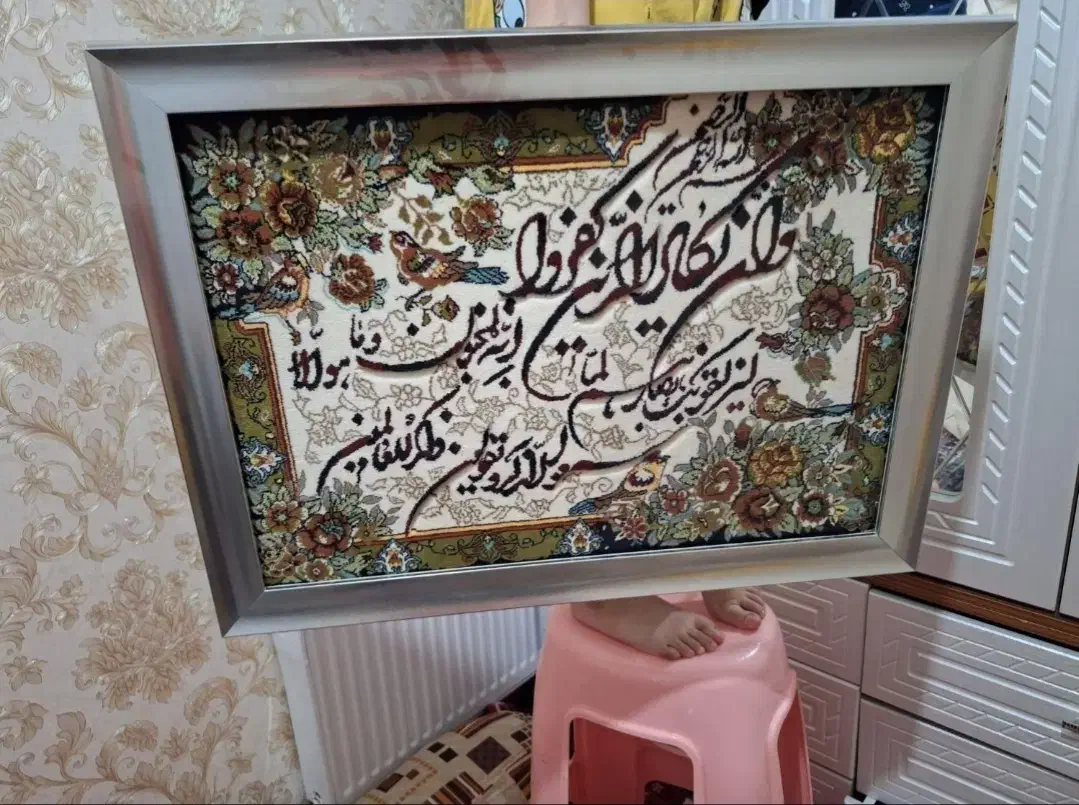 بسم الله الرحمن الرحیم
وان یکاد الذین کفروا
لیزلقونک بابصارهم لما
سمعوا الذکر و یقولون
انه لمجنون وما هو الا
ذکر للعالمین